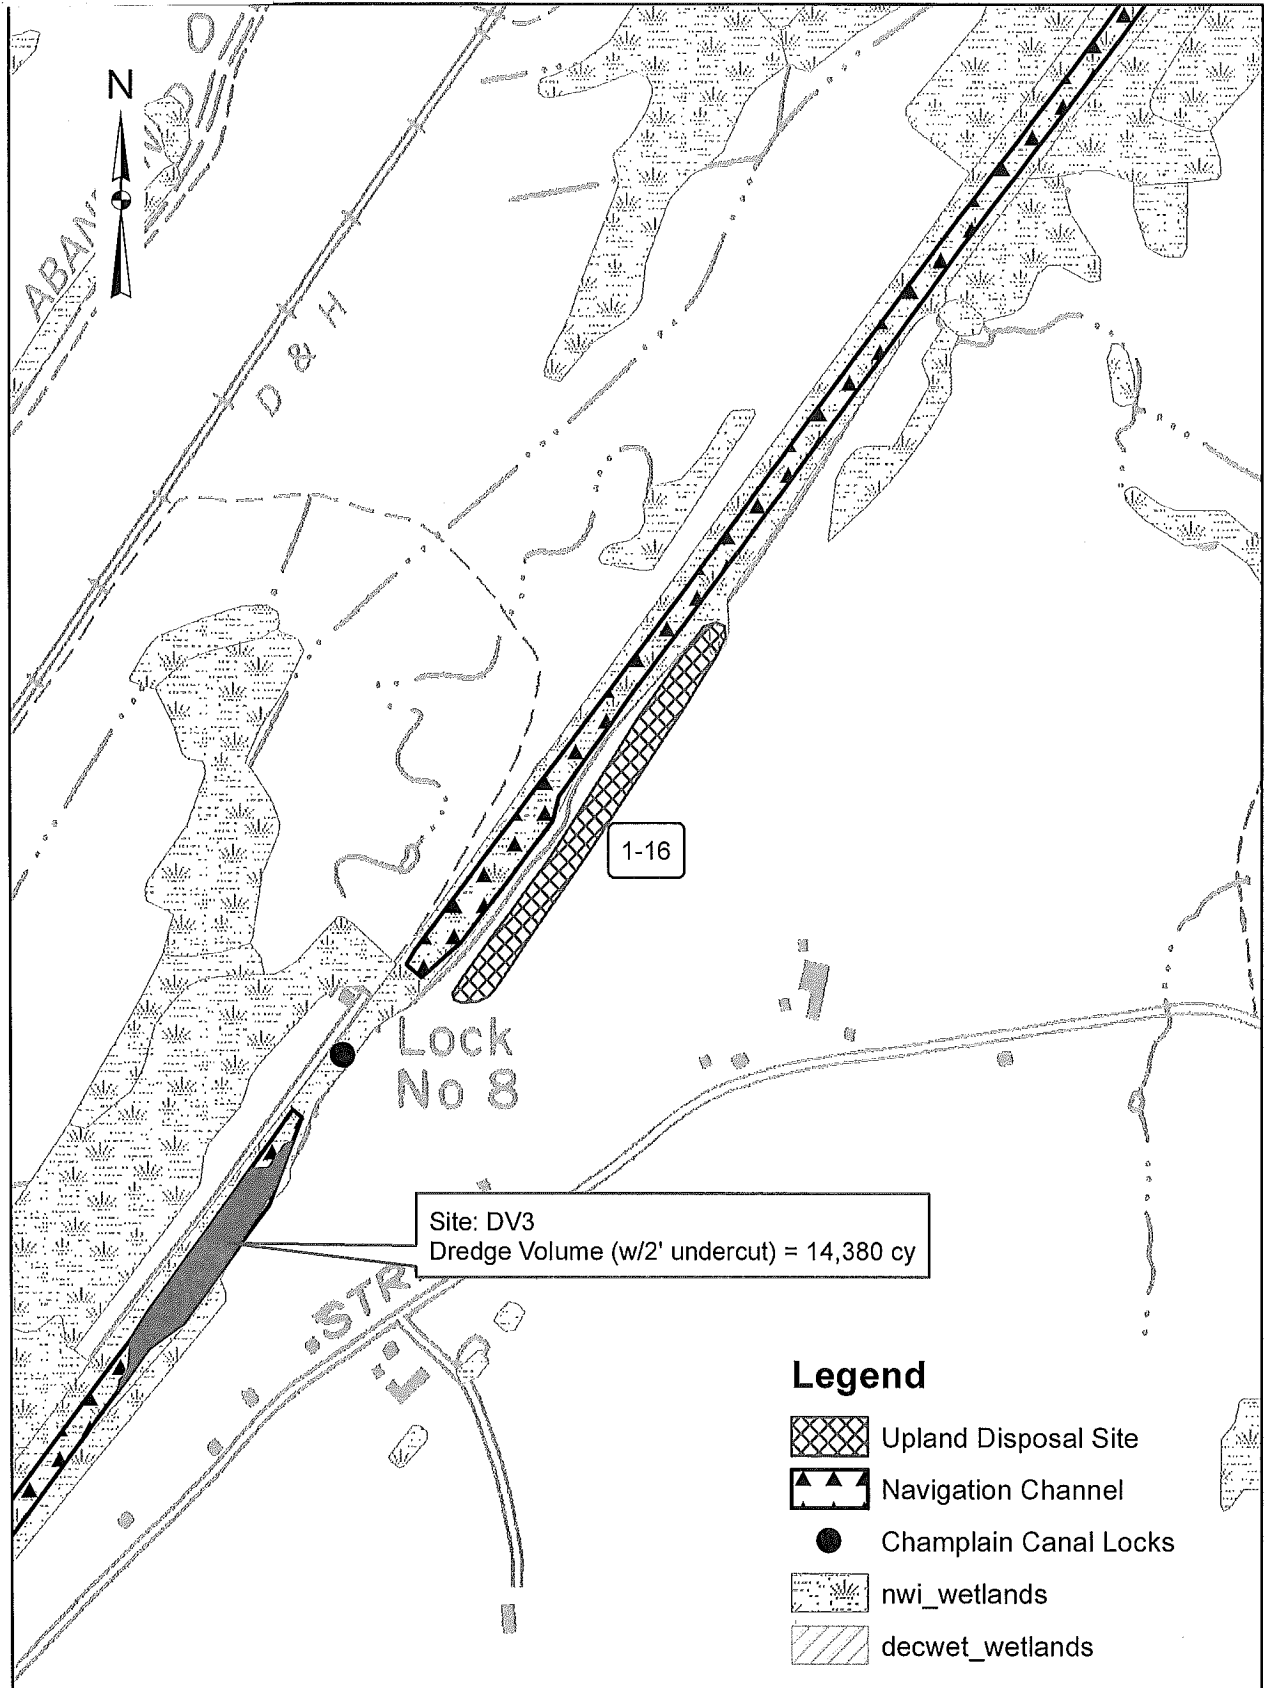 N
D & H
1-16
Lock
No 8
Site: DV3
Dredge Volume (w/2' undercut) = 14,380 cy
Legend
Upland Disposal Site
Navigation Channel
Champlain Canal Locks
nwi_wetlands
decwet_wetlands